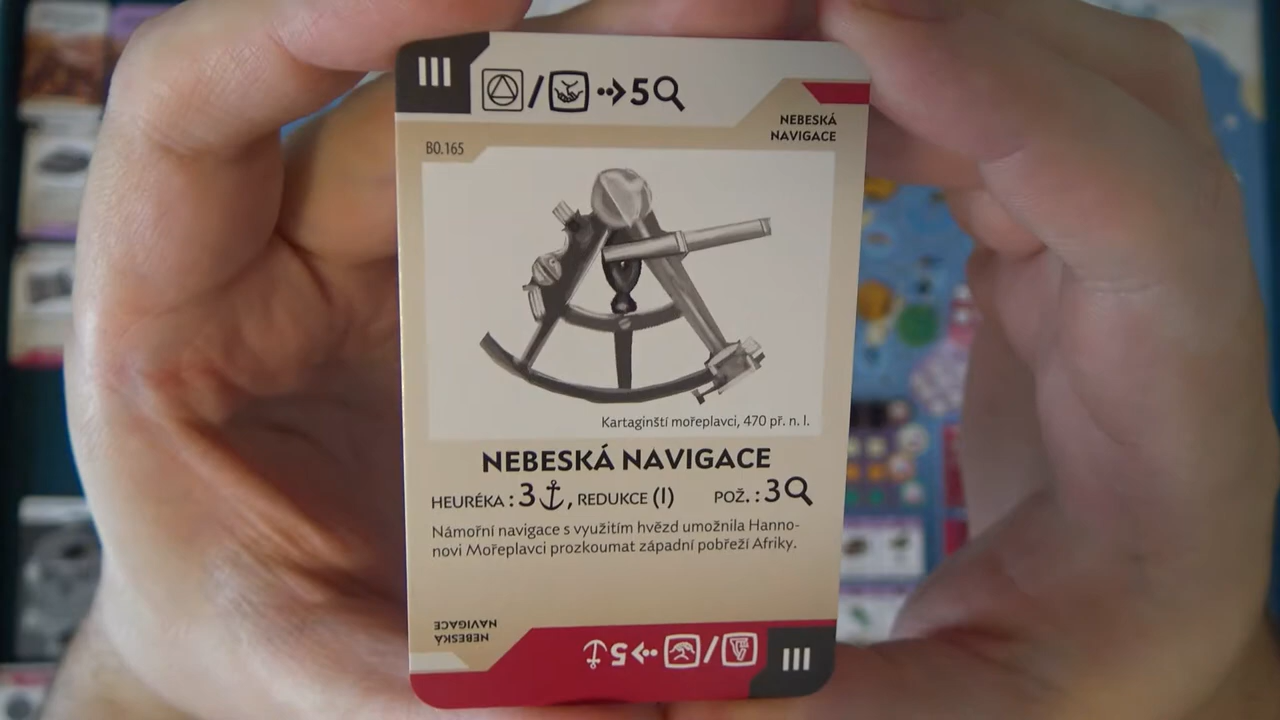 III
/ 5
NEBESKÁ
NAVIGACE
B0.165
Kartaginští mořeplavci, 470 př. n. l.
NEBESKÁ NAVIGACE
HEURÉKA : 3 , REDUKCE (I) POŽ. : 3
Námořní navigace s využitím hvězd umožnila Hanno-
novi Mořeplavci prozkoumat západní pobřeží Afriky.
NEBESKÁ
NAVIGACE
/ 5
III